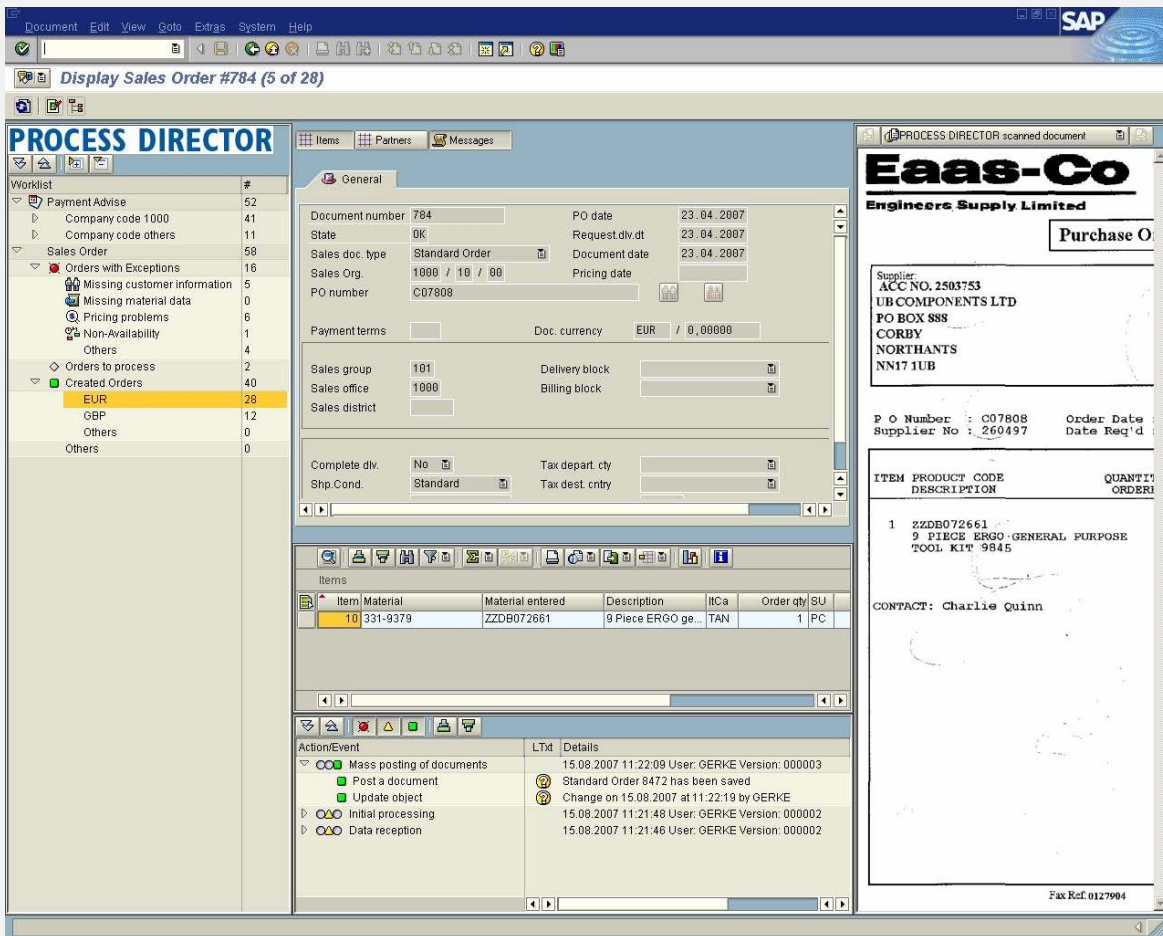 Document Edit View Goto Extras System Help
SAP
Display Sales Order #784 (5 of 28)
PROCESS DIRECTOR
Worklist #
Payment Advise 52
Company code 1000 41
Company code others 11
Sales Order 58
Orders with Exceptions 16
Missing customer information 5
Missing material data 0
Pricing problems 6
Non-Availability 1
Others 4
Orders to process 2
Created Orders 40
EUR 28
GBP 12
Others 0
Others 0
Items Partners Messages
General
Document number 784 PO date 23.04.2007
State OK Request.dlv.dt 23.04.2007
Sales doc. type Standard Order Document date 23.04.2007
Sales Org. 1000 / 10 / 00 Pricing date
PO number C07808
Payment terms Doc. currency EUR / 0,00000
Sales group 101 Delivery block
Sales office 1000 Billing block
Sales district
Complete dlv. No Tax depart. cty
Shp.Cond. Standard Tax dest. cntry
Items
Item Material Material entered Description ItCa Order qty SU
10 331-9379 ZZDB072661 9 Piece ERGO ge... TAN 1 PC
Action/Event LTxt Details
Mass posting of documents 15.08.2007 11:22:09 User: GERKE Version: 000003
Post a document Standard Order 8472 has been saved
Update object Change on 15.08.2007 at 11:22:19 by GERKE
Initial processing 15.08.2007 11:21:48 User: GERKE Version: 000002
Data reception 15.08.2007 11:21:46 User: GERKE Version: 000002
PROCESS DIRECTOR scanned document
Eaas-Co
Engineers Supply Limited
Purchase O
Supplier:
ACC NO. 2503753
UB COMPONENTS LTD
PO BOX 888
CORBY
NORTHANTS
NN17 1UB
P O Number : C07808 Order Date :
Supplier No : 260497 Date Req'd :
ITEM PRODUCT CODE QUANTIT
DESCRIPTION ORDERE
1 ZZDB072661
9 PIECE ERGO GENERAL PURPOSE
TOOL KIT 9845
CONTACT: Charlie Quinn
Fax Ref: 0127904